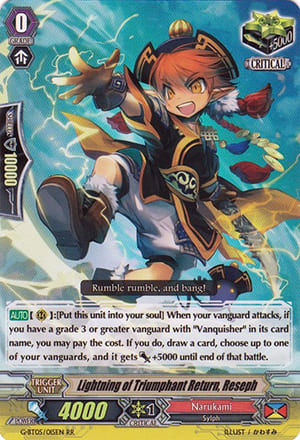 0
GRADE
+5000
CRITICAL
SHIELD
10000
Rumble rumble, and bang!
AUTO [ ]:[Put this unit into your soul] When your vanguard attacks, if
you have a grade 3 or greater vanguard with "Vanquisher" in its card
name, you may pay the cost. If you do, draw a card, choose up to one
of your vanguards, and it gets +5000 until end of that battle.
TRIGGER
UNIT
Lightning of Triumphant Return, Reseph
4000
1
Narukami
Sylph
G-BT05/015EN RR
ILLUST / かわすみ